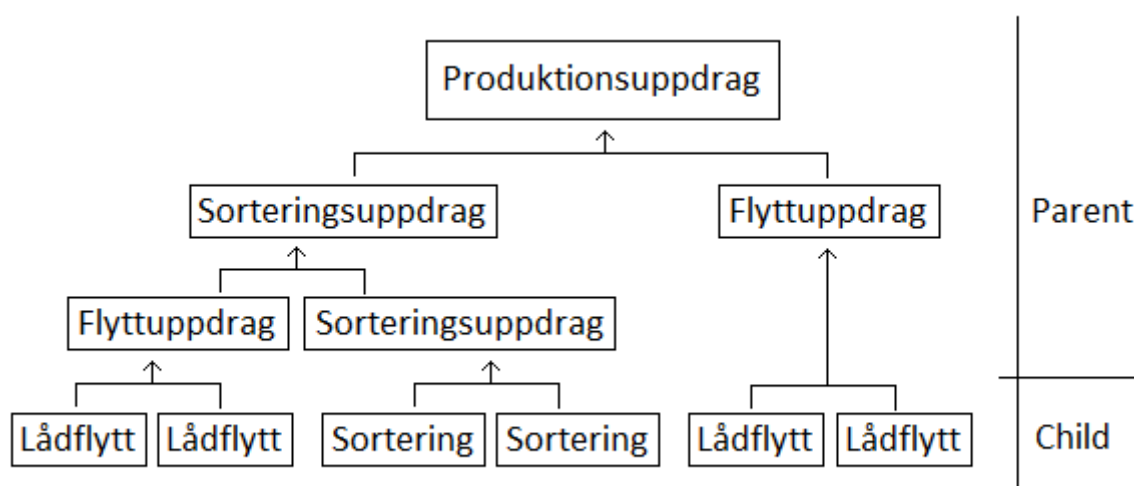 Produktionsuppdrag
Sorteringsuppdrag
Flyttuppdrag
Parent
Flyttuppdrag
Sorteringsuppdrag
Lådflytt
Lådflytt
Sortering
Sortering
Lådflytt
Lådflytt
Child